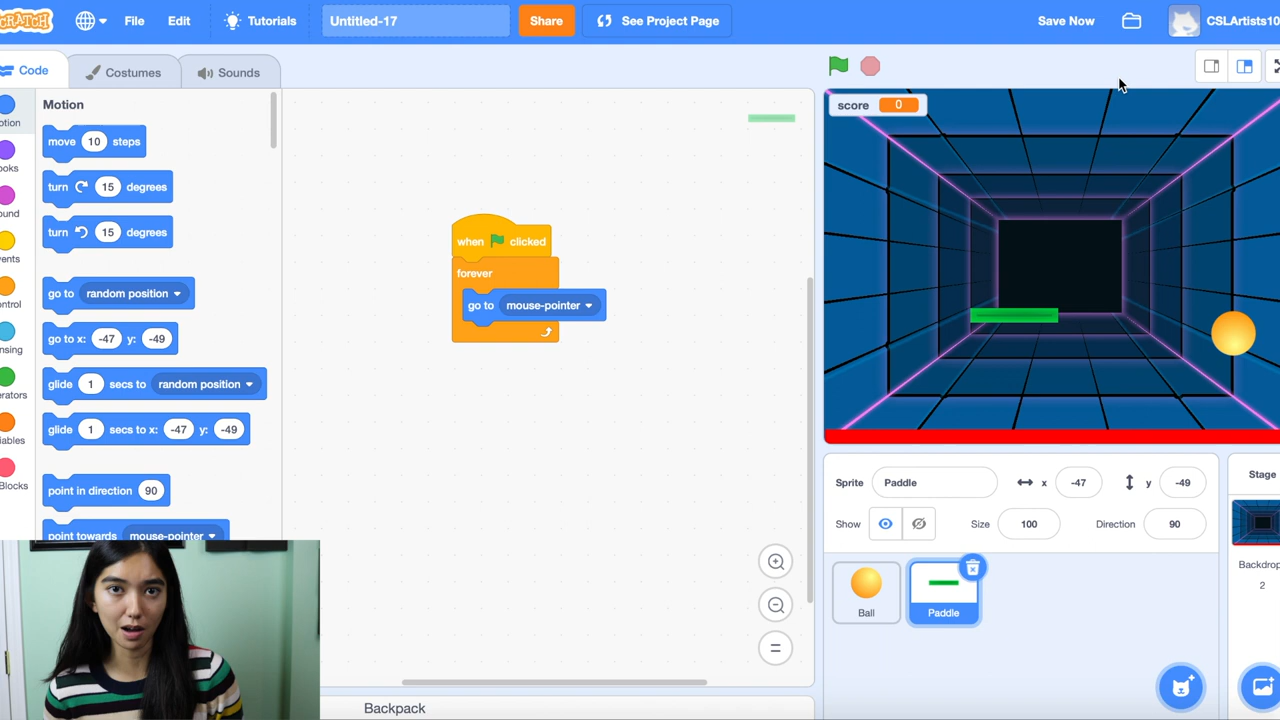 SCRATCH File Edit Tutorials Untitled-17 Share See Project Page Save Now CSLArtists10
Code Costumes Sounds
Motion
move 10 steps
turn 15 degrees
turn 15 degrees
go to random position
go to x: -47 y: -49
glide 1 secs to random position
glide 1 secs to x: -47 y: -49
point in direction 90
point towards mouse-pointer
otion
ooks
ound
vents
ontrol
nsing
erators
iables
Blocks
when clicked
forever
go to mouse-pointer
Backpack
score 0
Sprite Paddle x -47 y -49
Show Size 100 Direction 90
Ball Paddle
Stage
Backdrop
2